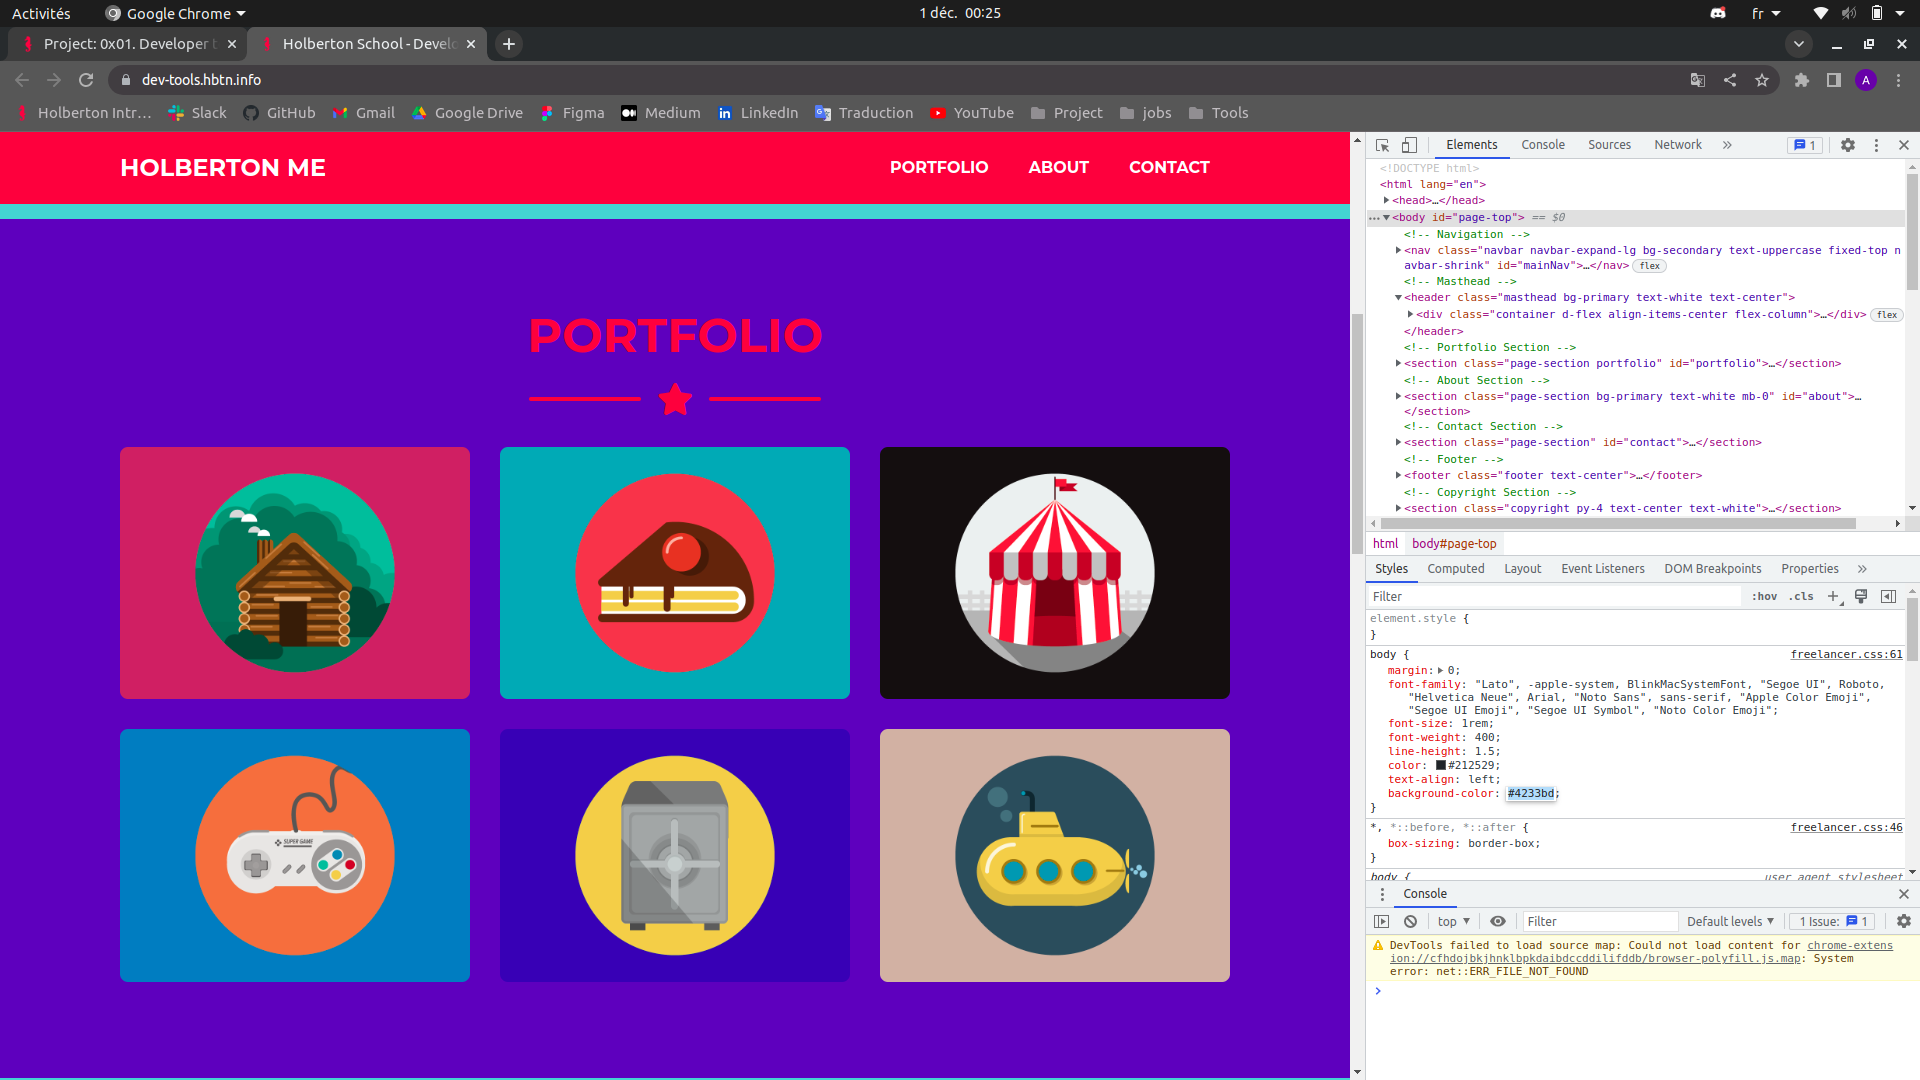 Activités
Google Chrome
1 déc.  00:25
fr
Project: 0x01. Developer t
Holberton School - Develo
dev-tools.hbtn.info
A
Holberton Intr...
Slack
GitHub
Gmail
Google Drive
Figma
Medium
LinkedIn
Traduction
YouTube
Project
jobs
Tools
HOLBERTON ME
PORTFOLIO
ABOUT
CONTACT
PORTFOLIO
SUPER GAME
Elements
Console
Sources
Network
»
1
<!DOCTYPE html>
<html lang="en">
<head>…</head>
<body id="page-top"> == $0
<!-- Navigation -->
<nav class="navbar navbar-expand-lg bg-secondary text-uppercase fixed-top n
avbar-shrink" id="mainNav">…</nav> flex
<!-- Masthead -->
<header class="masthead bg-primary text-white text-center">
<div class="container d-flex align-items-center flex-column">…</div> flex
</header>
<!-- Portfolio Section -->
<section class="page-section portfolio" id="portfolio">…</section>
<!-- About Section -->
<section class="page-section bg-primary text-white mb-0" id="about">…
</section>
<!-- Contact Section -->
<section class="page-section" id="contact">…</section>
<!-- Footer -->
<footer class="footer text-center">…</footer>
<!-- Copyright Section -->
<section class="copyright py-4 text-center text-white">…</section>
html
body#page-top
Styles
Computed
Layout
Event Listeners
DOM Breakpoints
Properties
»
Filter
:hov
.cls
element.style {
}
body {
freelancer.css:61
margin: 0;
font-family: "Lato", -apple-system, BlinkMacSystemFont, "Segoe UI", Roboto,
"Helvetica Neue", Arial, "Noto Sans", sans-serif, "Apple Color Emoji",
"Segoe UI Emoji", "Segoe UI Symbol", "Noto Color Emoji";
font-size: 1rem;
font-weight: 400;
line-height: 1.5;
color: #212529;
text-align: left;
background-color: #4233bd;
}
*, *::before, *::after {
freelancer.css:46
box-sizing: border-box;
}
body {
user agent stylesheet
Console
top
Filter
Default levels
1 Issue: 1
DevTools failed to load source map: Could not load content for chrome-extens
ion://cfhdojbkjhnklbpkdaibdccddilifddb/browser-polyfill.js.map: System
error: net::ERR_FILE_NOT_FOUND